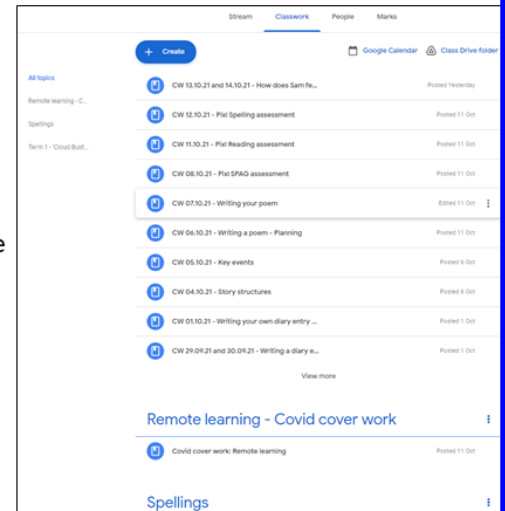 Stream Classwork People Marks
+ Create
Google Calendar Class Drive folder
All topics
Remote learning - C...
Spellings
Term 1 - Cloud Bust...
CW 13.10.21 and 14.10.21 - How does Sam fe... Posted Yesterday
CW 12.10.21 - Pixl Spelling assessment Posted 11 Oct
CW 11.10.21 - Pixl Reading assessment Posted 11 Oct
CW 08.10.21 - Pixl SPAG assessment Posted 11 Oct
CW 07.10.21 - Writing your poem Edited 11 Oct
e
CW 06.10.21 - Writing a poem - Planning Posted 11 Oct
CW 05.10.21 - Key events Posted 6 Oct
CW 04.10.21 - Story structures Posted 6 Oct
CW 01.10.21 - Writing your own diary entry ... Posted 1 Oct
CW 29.09.21 and 30.09.21 - Writing a diary e... Posted 1 Oct
View more
Remote learning - Covid cover work
Covid cover work: Remote learning Posted 11 Oct
Spellings